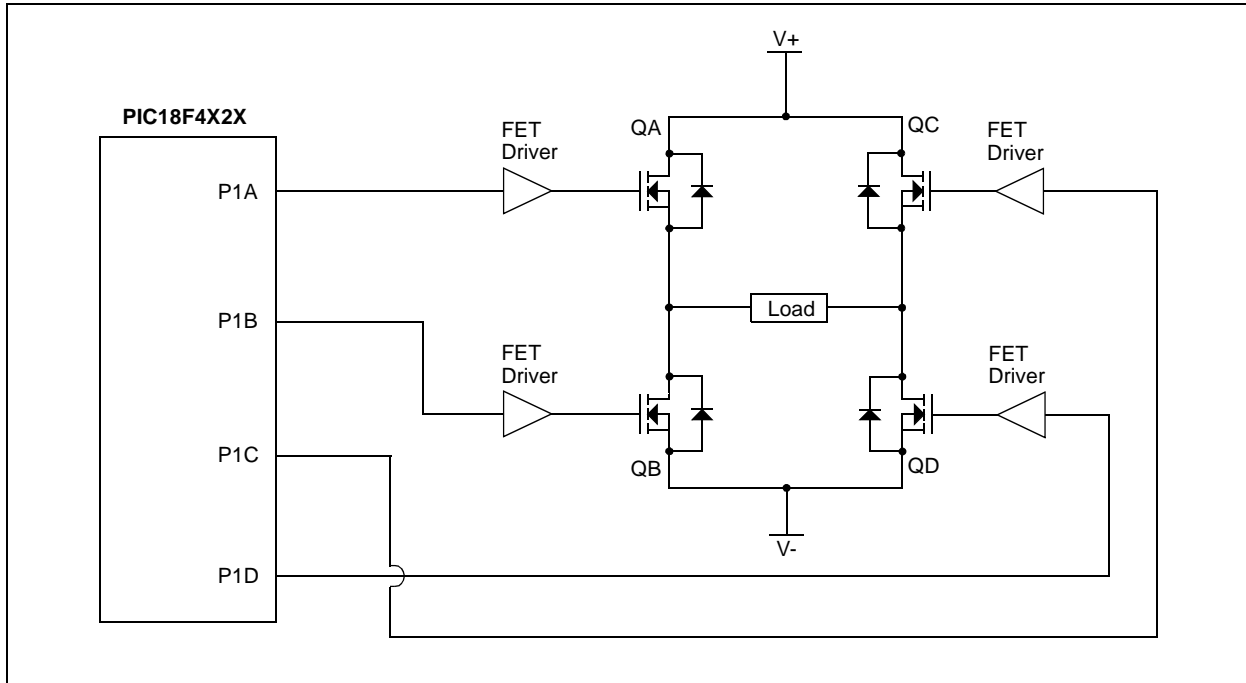 V+
PIC18F4X2X
FET
Driver
QA
QC
FET
Driver
P1A
Load
P1B
FET
Driver
FET
Driver
P1C
QB
QD
V-
P1D